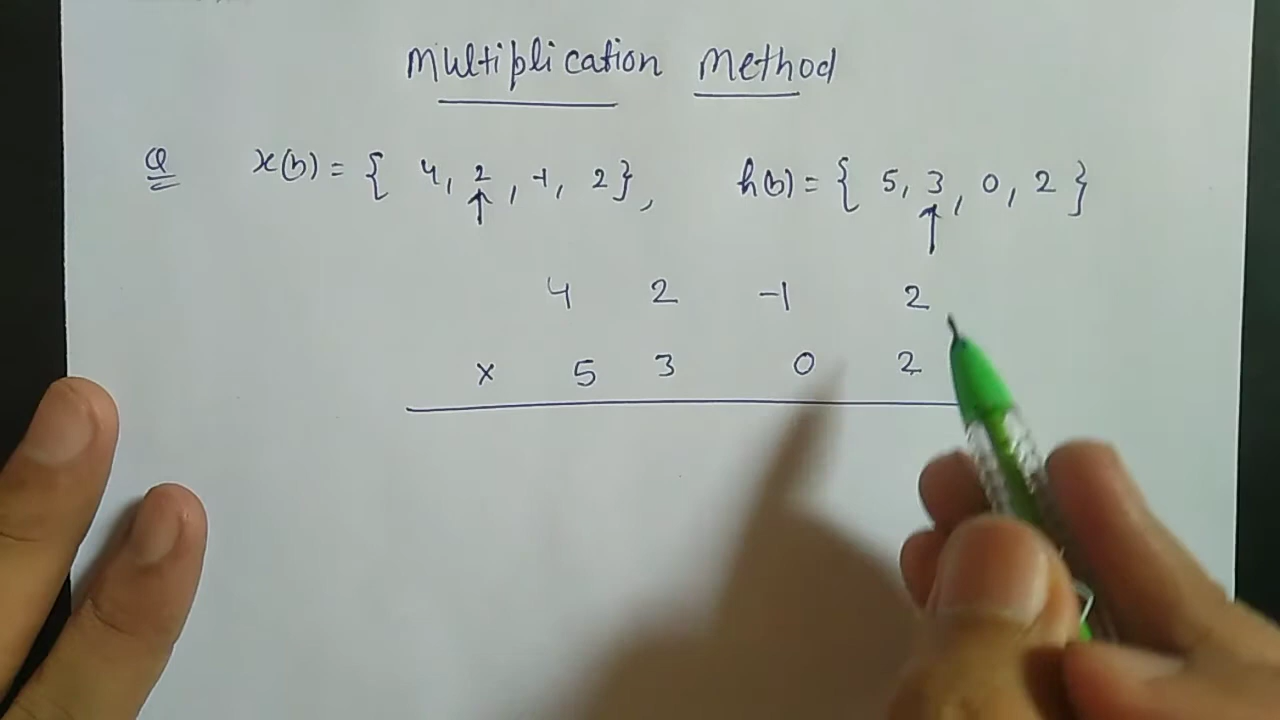 Multiplication Method
Q x(n) = { 4, 2, -1, 2 }, h(n) = { 5, 3, 0, 2 }
↑ ↑
4 2 -1 2
x 5 3 0 2